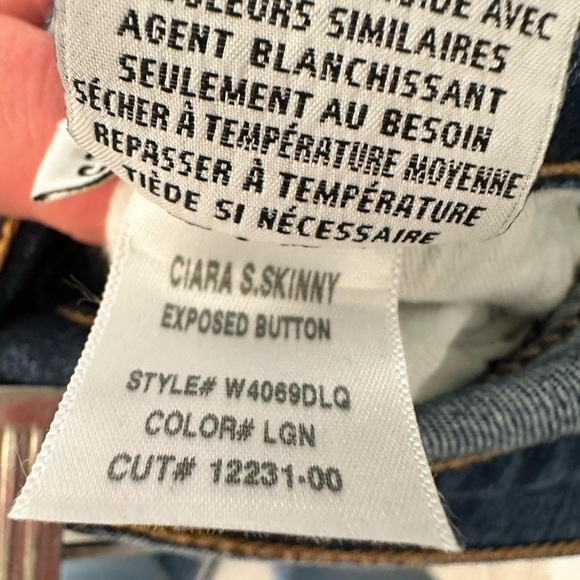 AVEC
COULEURS SIMILAIRES
AGENT BLANCHISSANT
SEULEMENT AU BESOIN
SÉCHER À TEMPÉRATURE MOYENNE
REPASSER À TEMPÉRATURE
TIÈDE SI NÉCESSAIRE
CIARA S.SKINNY
EXPOSED BUTTON
STYLE# W4069DLQ
COLOR# LGN
CUT# 12231-00